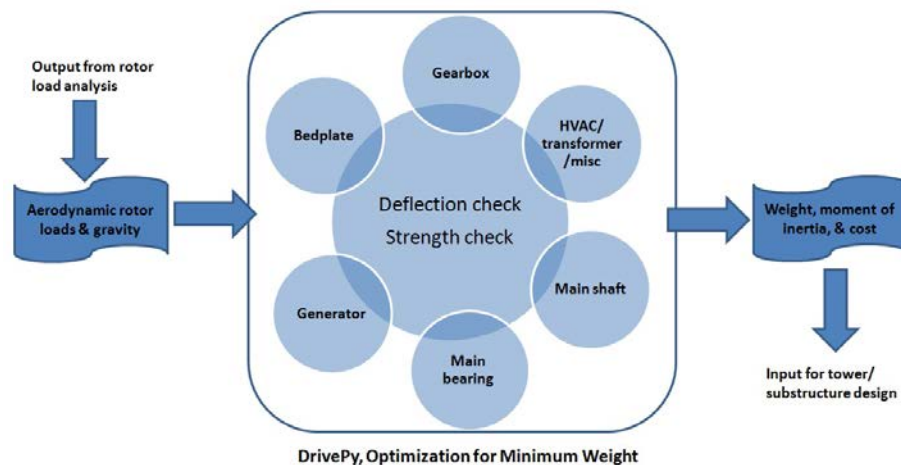 Output from rotor
load analysis
Aerodynamic rotor
loads & gravity
Gearbox
Bedplate
HVAC/
transformer
/misc
Deflection check
Strength check
Generator
Main shaft
Main
bearing
Weight, moment of
inertia, & cost
Input for tower/
substructure design
DrivePy, Optimization for Minimum Weight